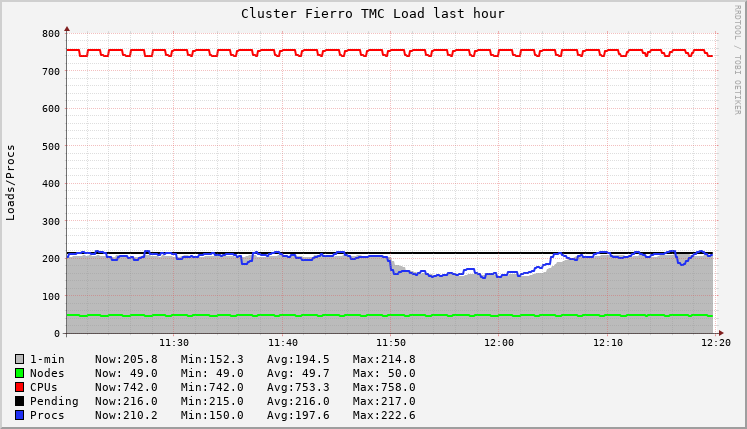 Cluster Fierro TMC Load last hour
RRDTOOL / TOBI OETIKER
Loads/Procs
800
700
600
500
400
300
200
100
0
11:30 11:40 11:50 12:00 12:10 12:20
1-min Now:205.8 Min:152.3 Avg:194.5 Max:214.8
Nodes Now: 49.0 Min: 49.0 Avg: 49.7 Max: 50.0
CPUs Now:742.0 Min:742.0 Avg:753.3 Max:758.0
Pending Now:216.0 Min:215.0 Avg:216.0 Max:217.0
Procs Now:210.2 Min:150.0 Avg:197.6 Max:222.6